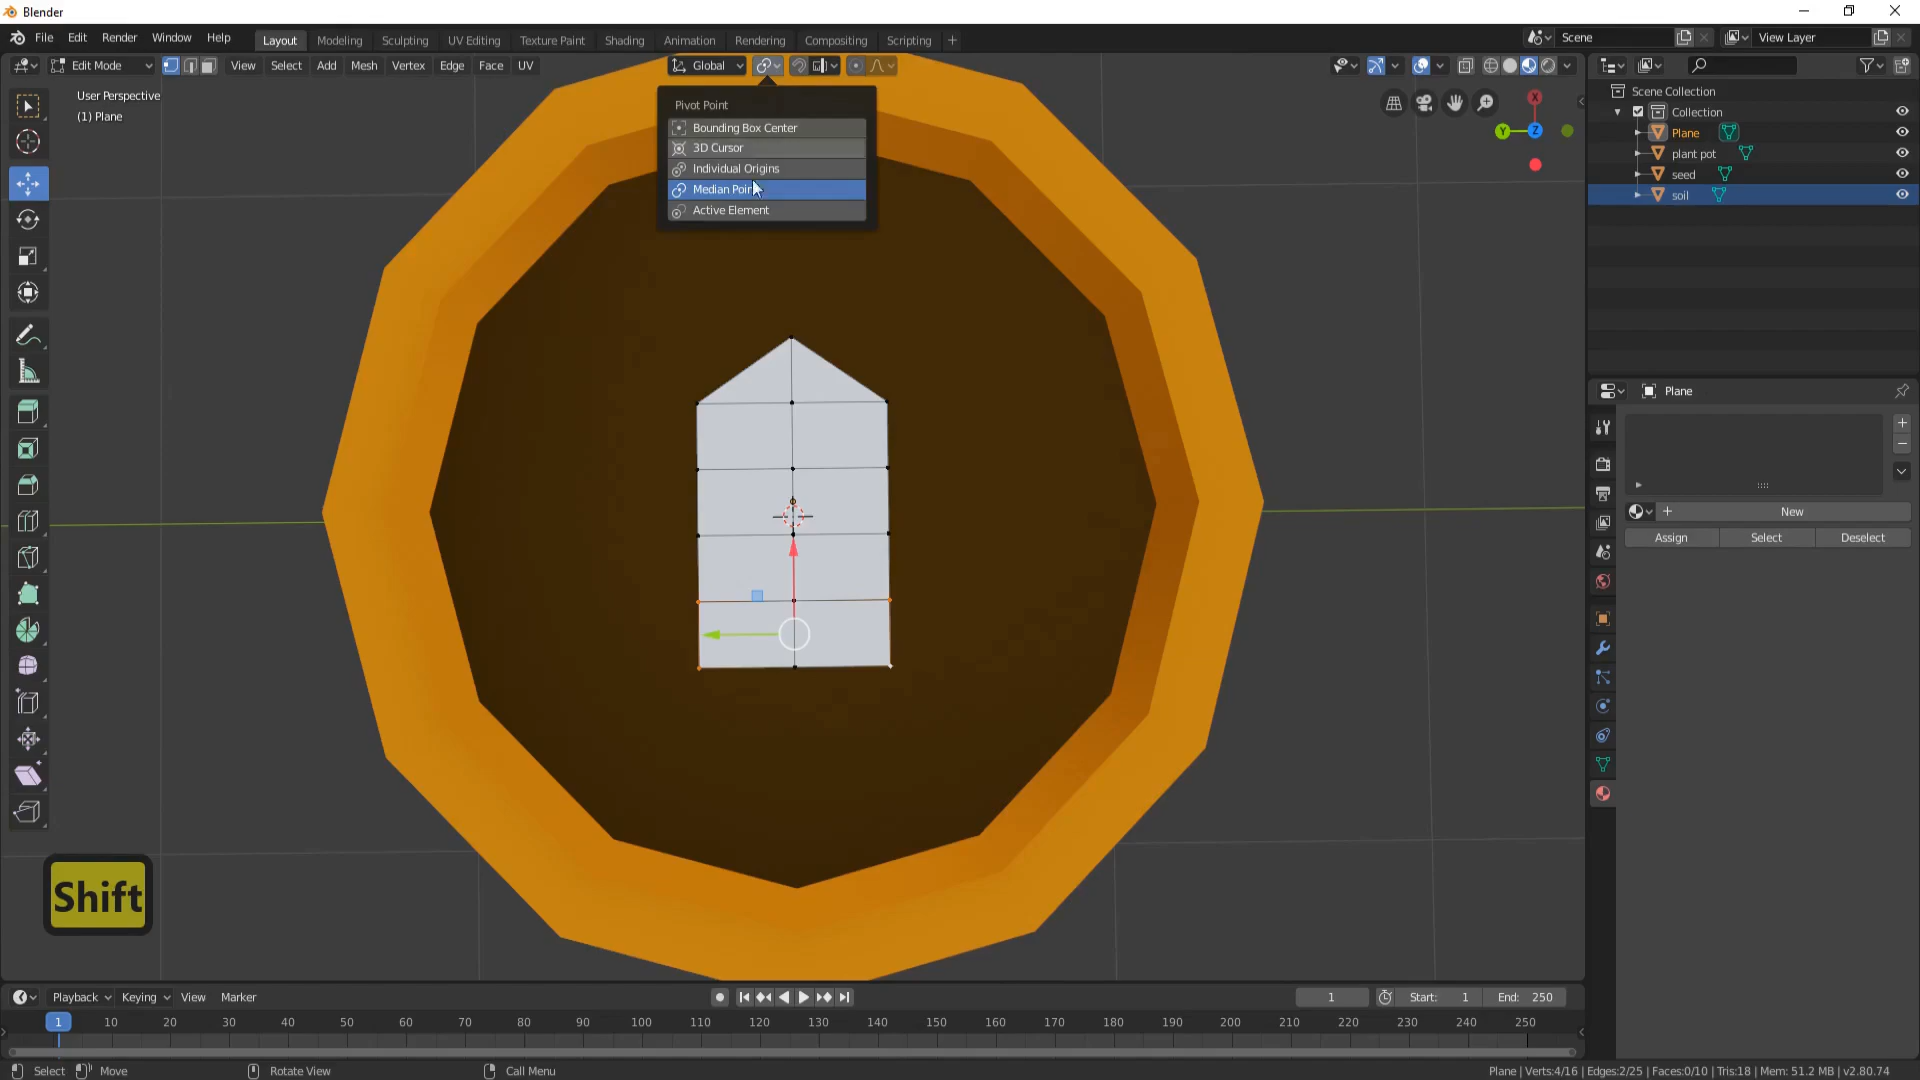 Blender
File Edit Render Window Help
Layout Modeling Sculpting UV Editing Texture Paint Shading Animation Rendering Compositing Scripting +
Scene
View Layer
Edit Mode View Select Add Mesh Vertex Edge Face UV
Global
User Perspective
(1) Plane
Pivot Point
Bounding Box Center
3D Cursor
Individual Origins
Median Poin
Active Element
X
Y
Z
Scene Collection
Collection
Plane
plant pot
seed
soil
Plane
New
Assign Select Deselect
Shift
Playback Keying View Marker
1
Start: 1
End: 250
1 10 20 30 40 50 60 70 80 90 100 110 120 130 140 150 160 170 180 190 200 210 220 230 240 250
Select Move Rotate View Call Menu
Plane | Verts:4/16 | Edges:2/25 | Faces:0/10 | Tris:18 | Mem: 51.2 MB | v2.80.74